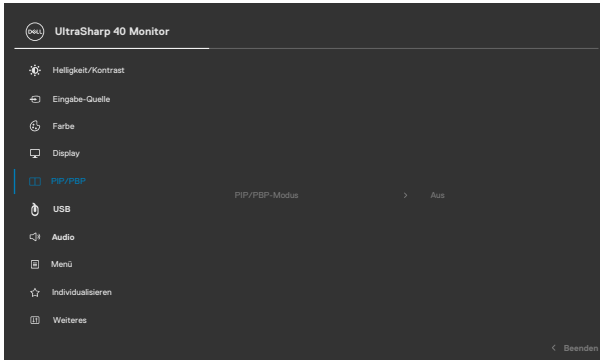 DELL UltraSharp 40 Monitor
Helligkeit/Kontrast
Eingabe-Quelle
Farbe
Display
PIP/PBP
PIP/PBP-Modus > Aus
USB
Audio
Menü
Individualisieren
Weiteres
< Beenden